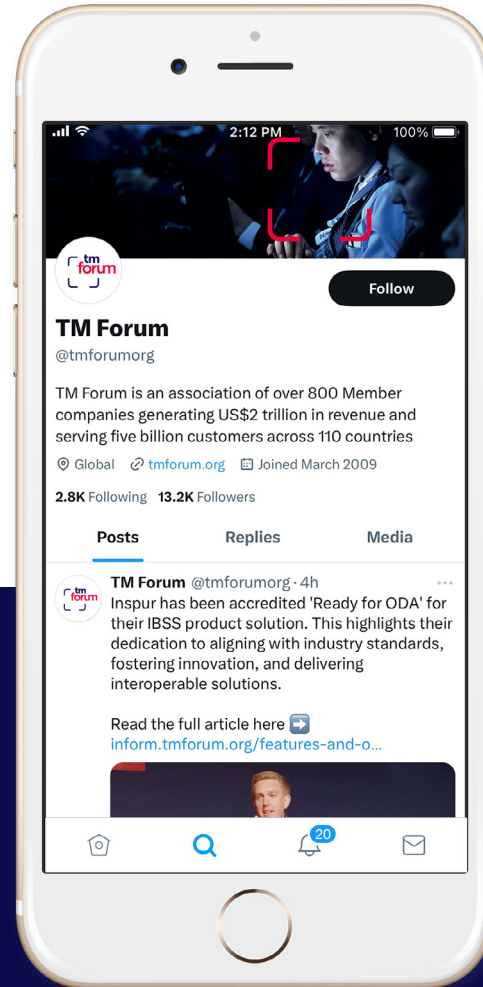 2:12 PM
100%
tm
forum
Follow
TM Forum
@tmforumorg
TM Forum is an association of over 800 Member
companies generating US$2 trillion in revenue and
serving five billion customers across 110 countries
Global tmforum.org Joined March 2009
2.8K Following 13.2K Followers
Posts Replies Media
tm
forum
TM Forum @tmforumorg · 4h
Inspur has been accredited 'Ready for ODA' for
their IBSS product solution. This highlights their
dedication to aligning with industry standards,
fostering innovation, and delivering
interoperable solutions.
Read the full article here ➡️
inform.tmforum.org/features-and-o...
20